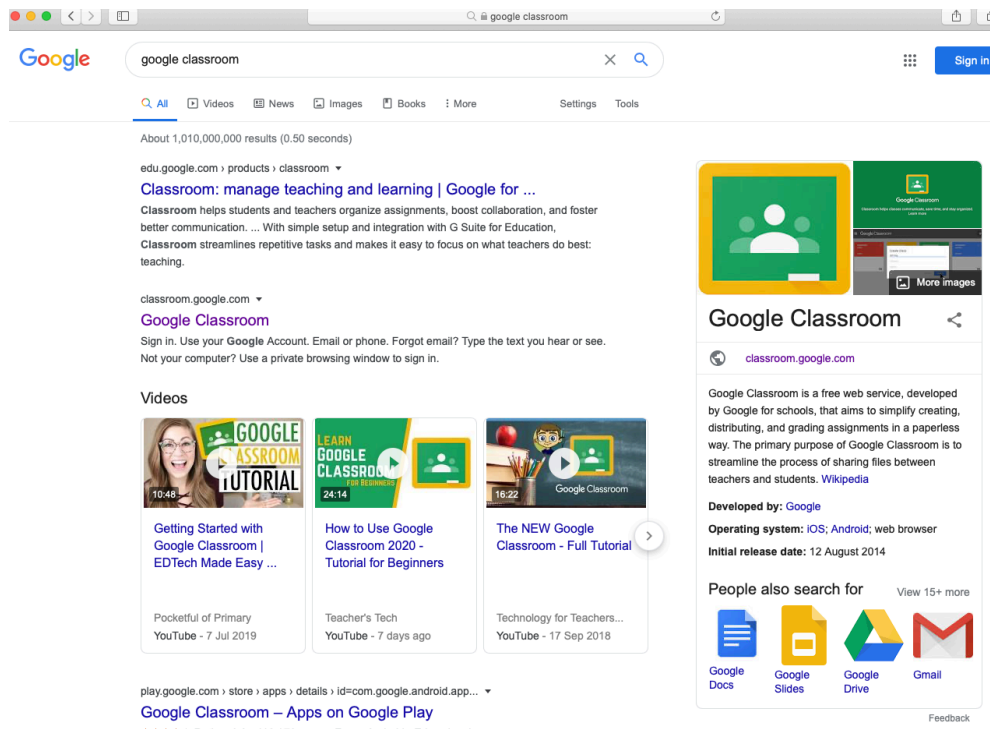 google classroom
Google
google classroom
Sign in
All Videos News Images Books More Settings Tools
About 1,010,000,000 results (0.50 seconds)
edu.google.com › products › classroom
Classroom: manage teaching and learning | Google for ...
Classroom helps students and teachers organize assignments, boost collaboration, and foster
better communication. ... With simple setup and integration with G Suite for Education,
Classroom streamlines repetitive tasks and makes it easy to focus on what teachers do best:
teaching.
classroom.google.com
Google Classroom
Sign in. Use your Google Account. Email or phone. Forgot email? Type the text you hear or see.
Not your computer? Use a private browsing window to sign in.
Videos
GOOGLE
CLASSROOM
TUTORIAL
10:48
Getting Started with
Google Classroom |
EDTech Made Easy ...
Pocketful of Primary
YouTube - 7 Jul 2019
LEARN
GOOGLE
CLASSROOM
FOR BEGINNERS
24:14
How to Use Google
Classroom 2020 -
Tutorial for Beginners
Teacher's Tech
YouTube - 7 days ago
Google Classroom
16:22
The NEW Google
Classroom - Full Tutorial
Technology for Teachers...
YouTube - 17 Sep 2018
play.google.com › store › apps › details › id=com.google.android.app...
Google Classroom – Apps on Google Play
Google Classroom
More images
Google Classroom
classroom.google.com
Google Classroom is a free web service, developed
by Google for schools, that aims to simplify creating,
distributing, and grading assignments in a paperless
way. The primary purpose of Google Classroom is to
streamline the process of sharing files between
teachers and students. Wikipedia
Developed by: Google
Operating system: iOS; Android; web browser
Initial release date: 12 August 2014
People also search for
View 15+ more
Google
Docs
Google
Slides
Google
Drive
Gmail
Feedback